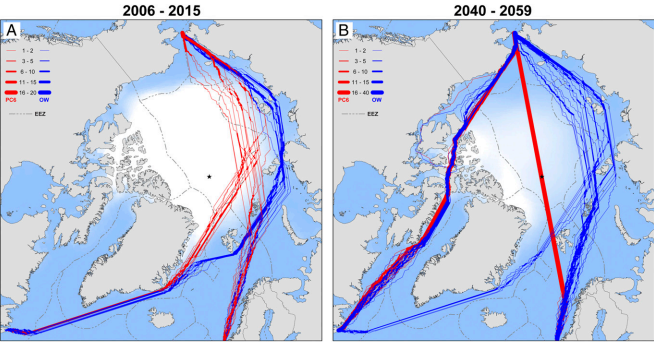 2006 - 2015
A
1 - 2
3 - 5
6 - 10
11 - 15
16 - 20
PC6 OW
EEZ
2040 - 2059
B
1 - 2
3 - 5
6 - 10
11 - 15
16 - 40
PC6 OW
EEZ